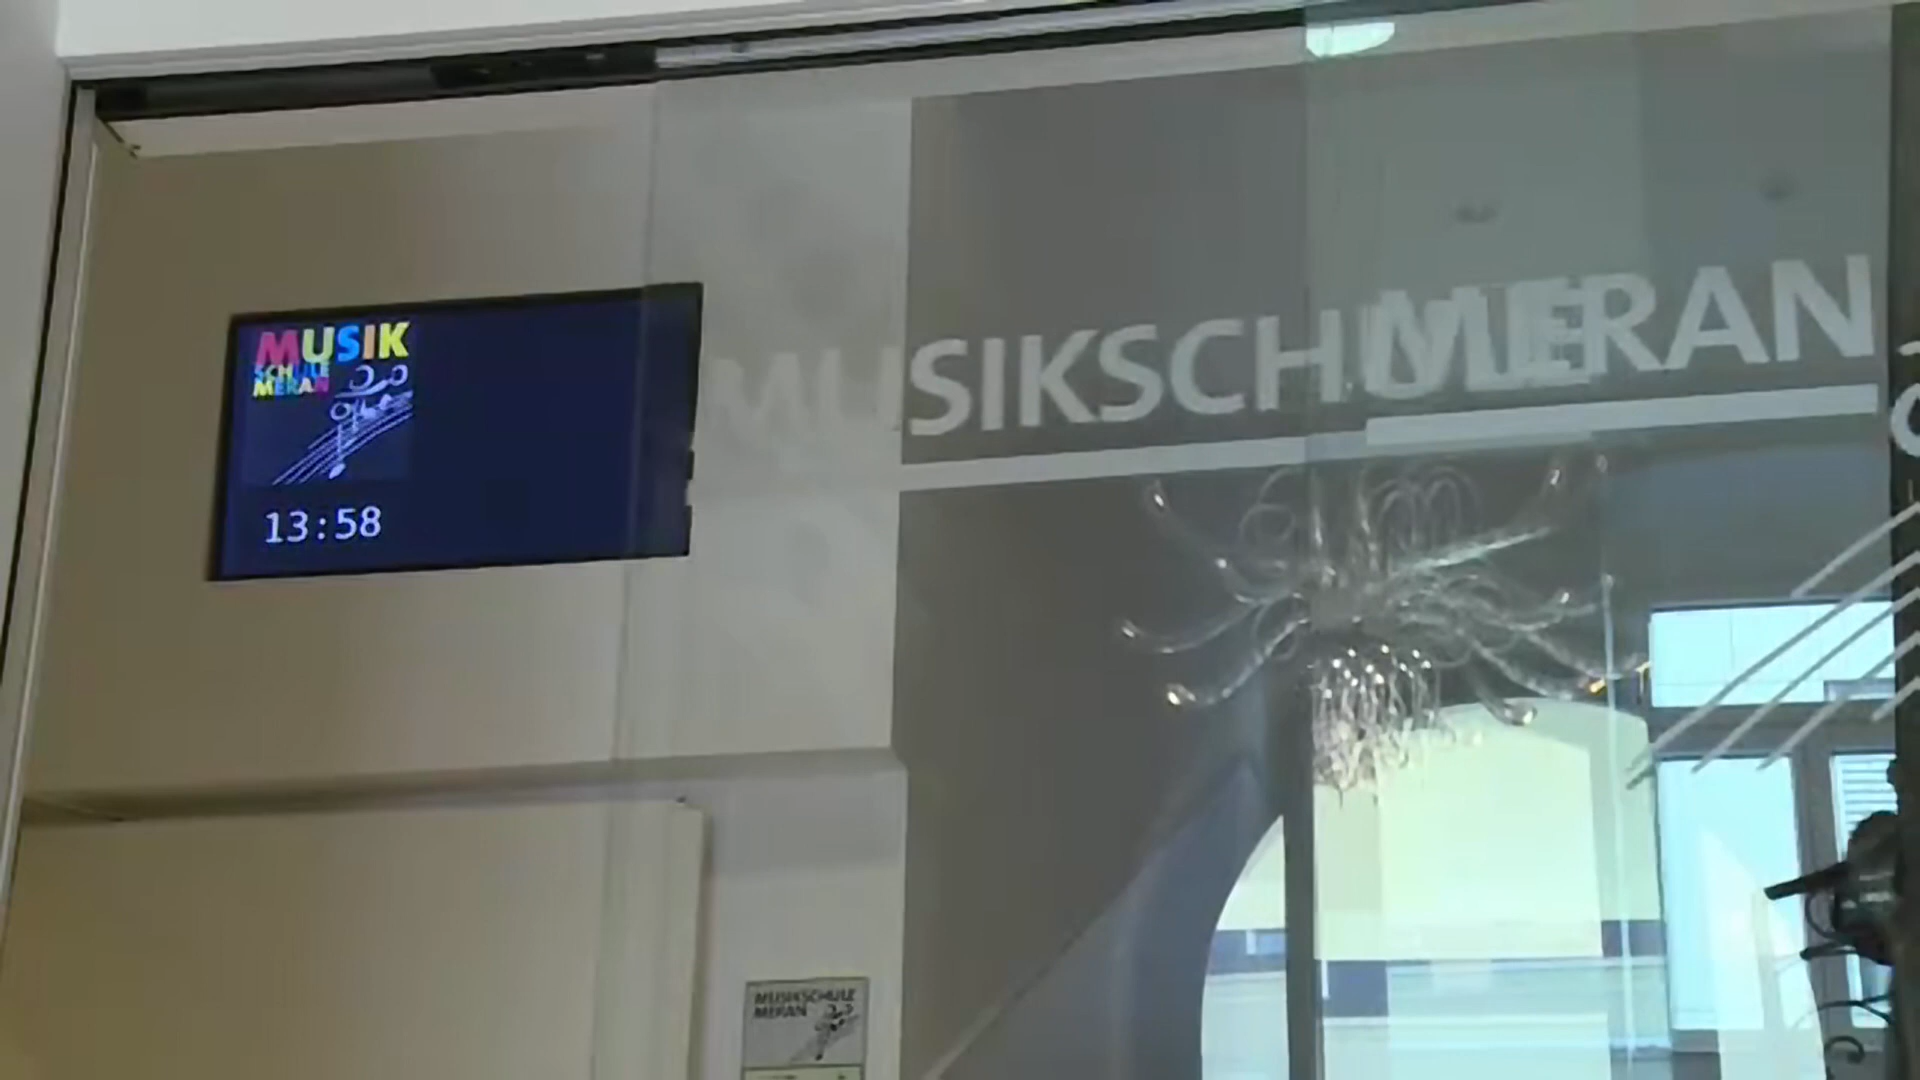 MUSIK
SCHULE
MERAN
13:58
MUSIKSCHULE
MERAN
MUSIKSCHULE
MERAN